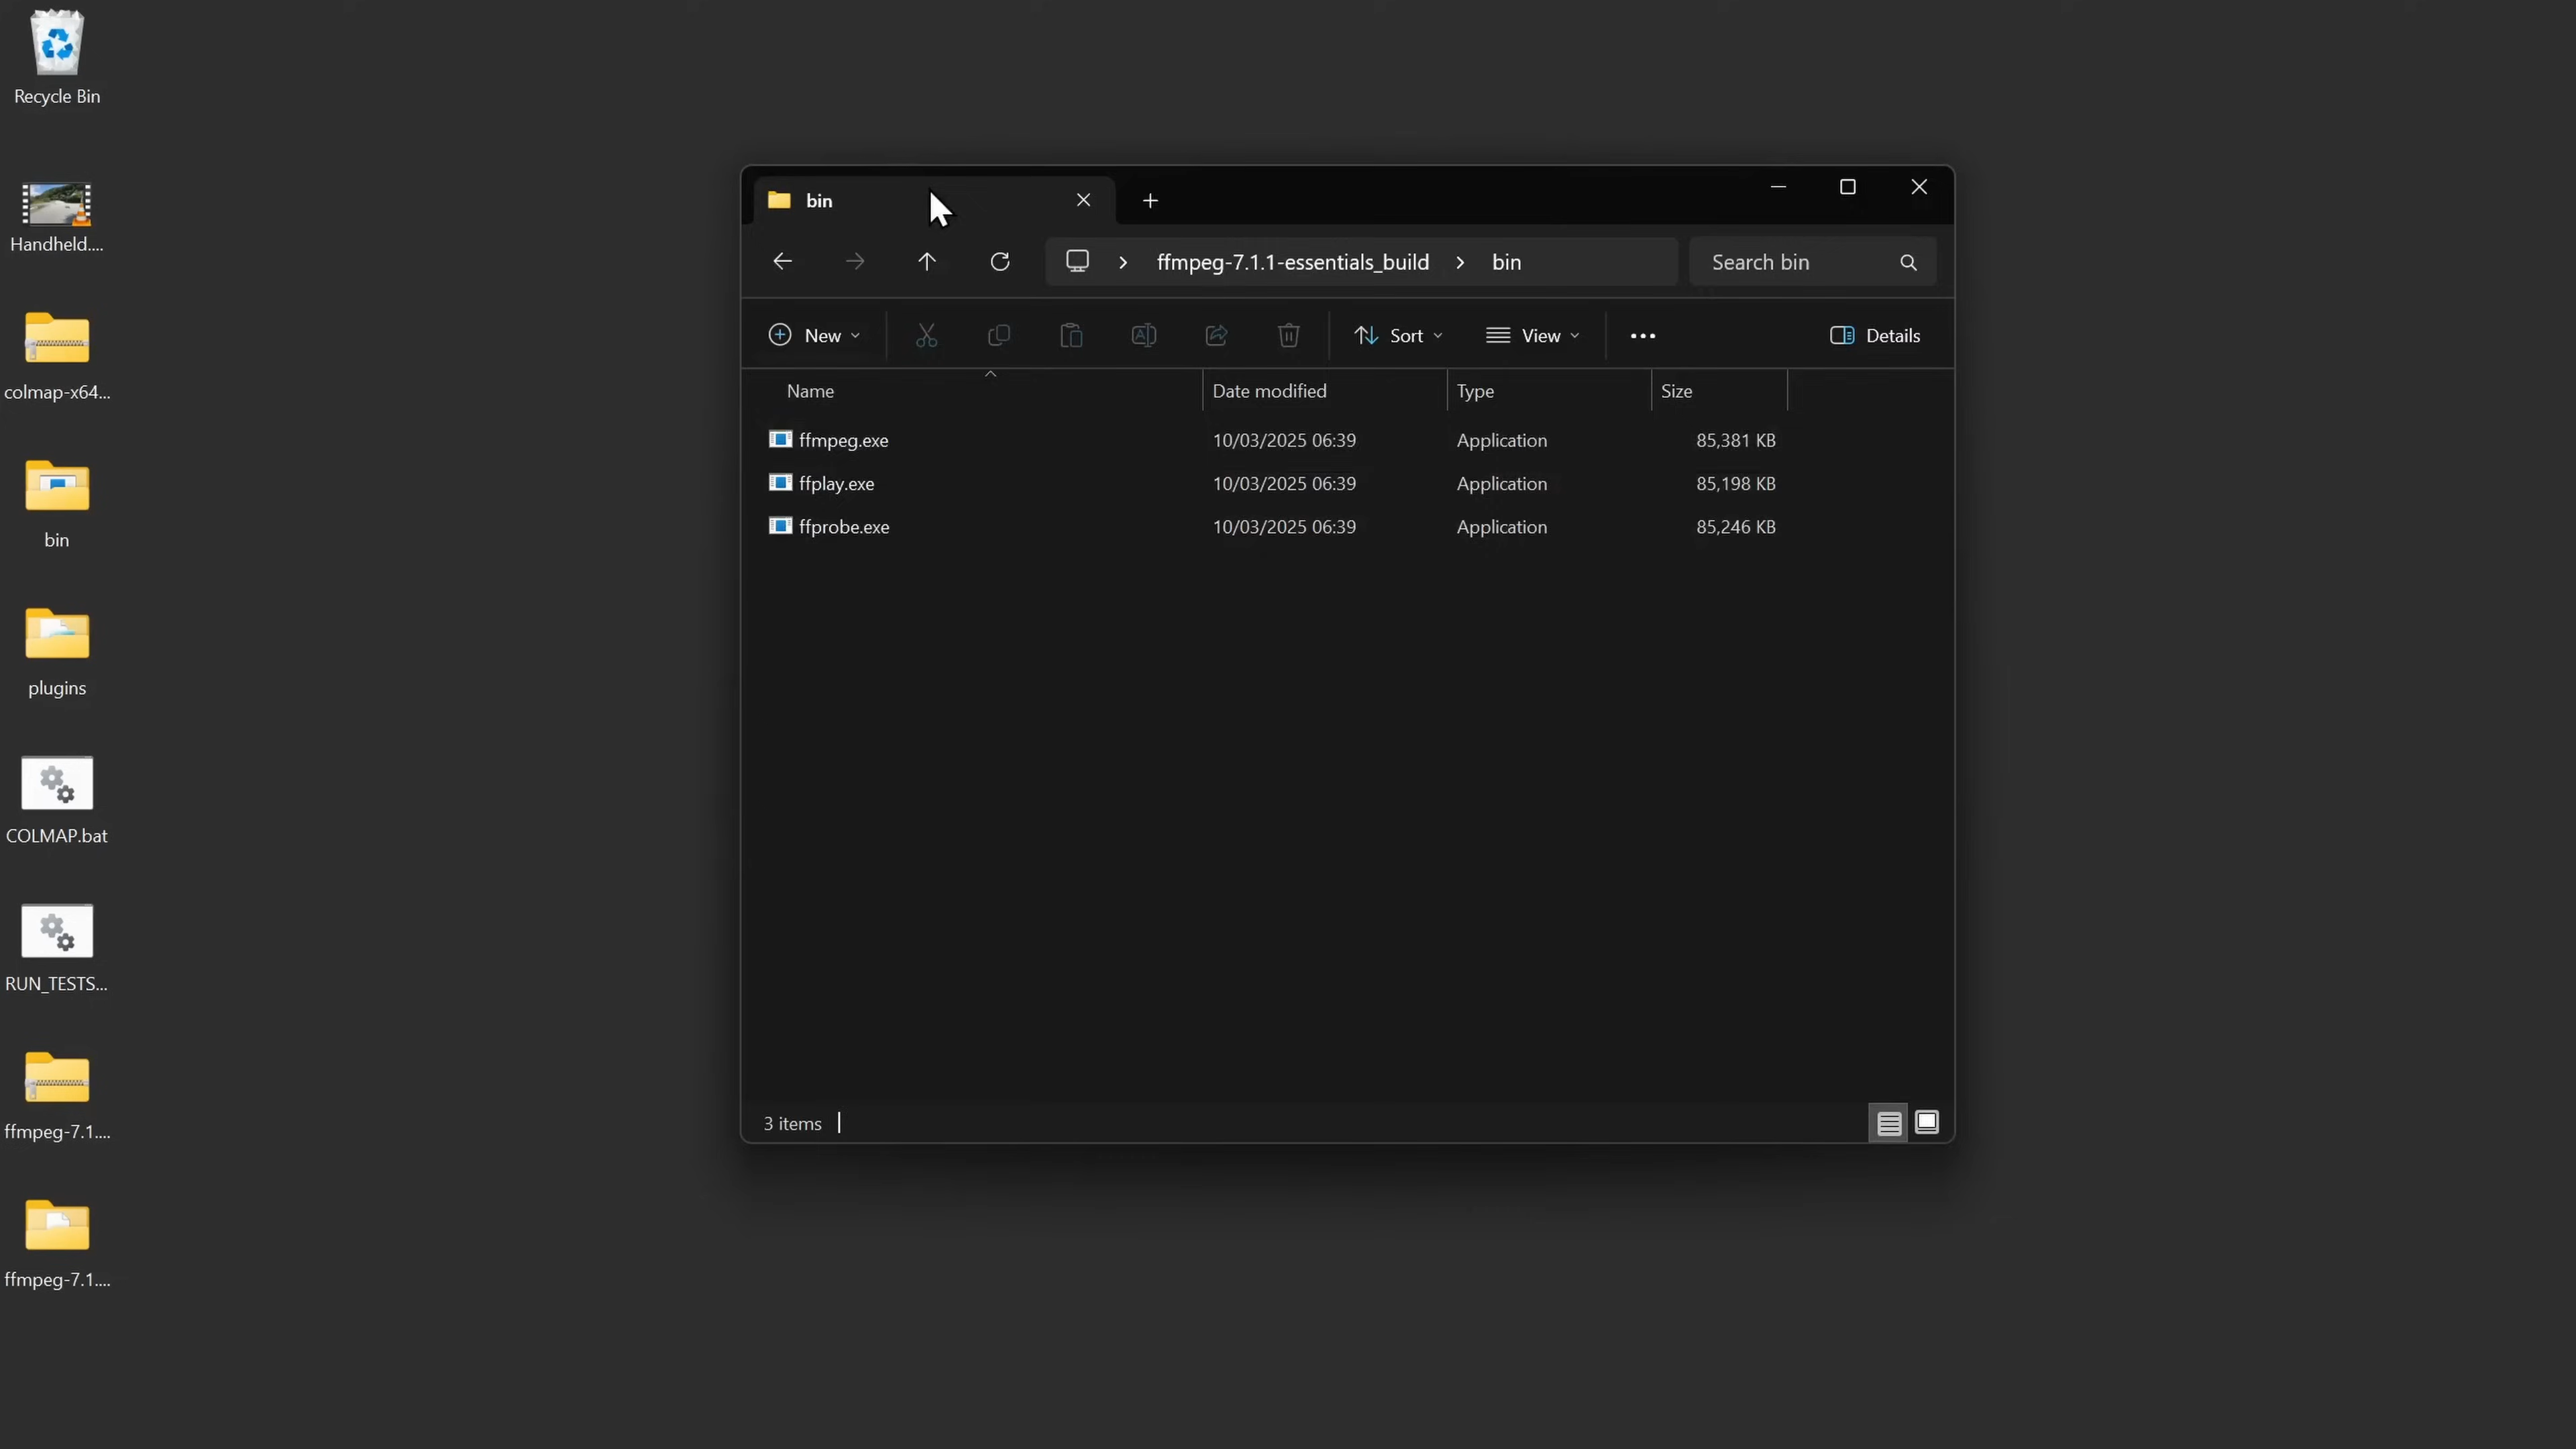 Recycle Bin
Handheld....
colmap-x64...
bin
plugins
COLMAP.bat
RUN_TESTS...
ffmpeg-7.1....
ffmpeg-7.1....
bin
ffmpeg-7.1.1-essentials_build > bin
Search bin
New
Sort
View
Details
Name Date modified Type Size
ffmpeg.exe 10/03/2025 06:39 Application 85,381 KB
ffplay.exe 10/03/2025 06:39 Application 85,198 KB
ffprobe.exe 10/03/2025 06:39 Application 85,246 KB
3 items